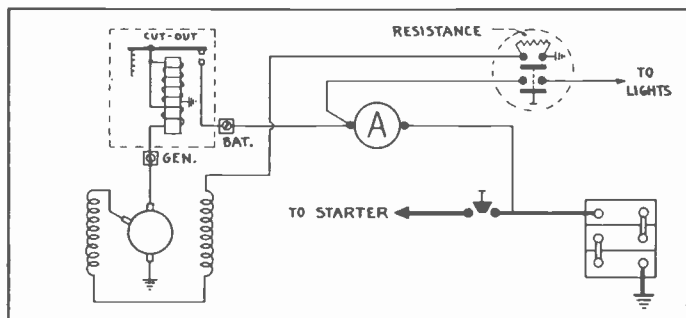 CUT-OUT
RESISTANCE
TO
LIGHTS
A
BAT.
GEN.
TO STARTER